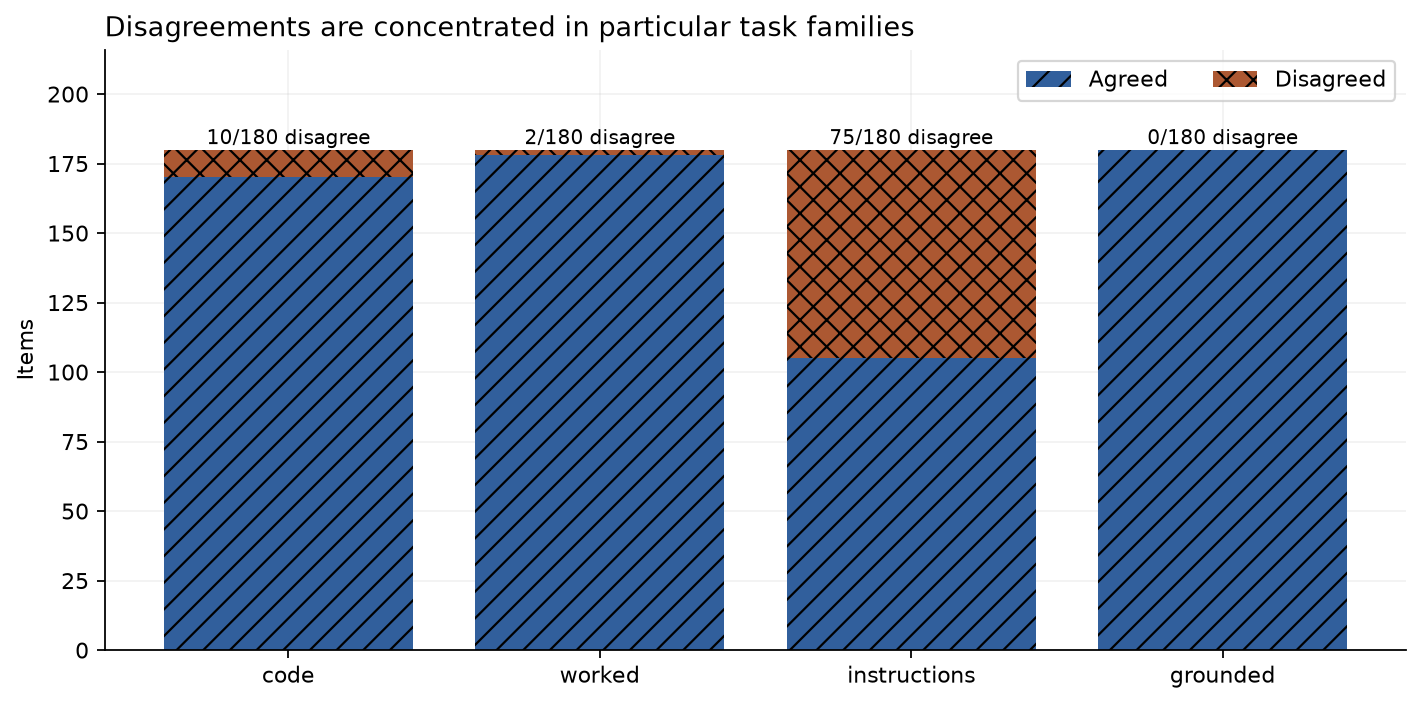 Disagreements are concentrated in particular task families
Agreed Disagreed
200
175
150
125
100
75
50
25
0
Items
10/180 disagree
2/180 disagree
75/180 disagree
0/180 disagree
code
worked
instructions
grounded